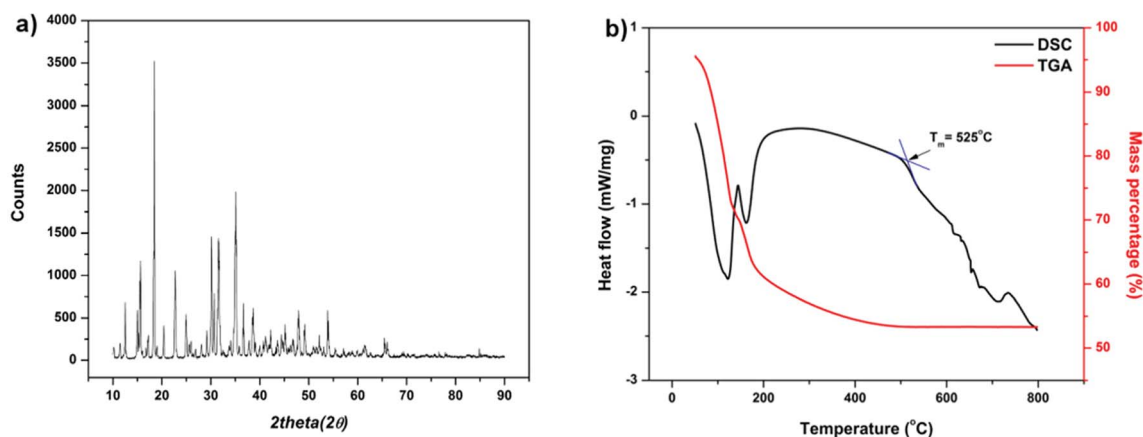 a)
4000
3500
3000
2500
2000
1500
1000
500
0
Counts
10 20 30 40 50 60 70 80 90
2theta(2θ)
b)
1
0
-1
-2
-3
Heat flow (mW/mg)
DSC
TGA
Tm= 525°C
100
90
80
70
60
50
Mass percentage (%)
0 200 400 600 800
Temperature (°C)